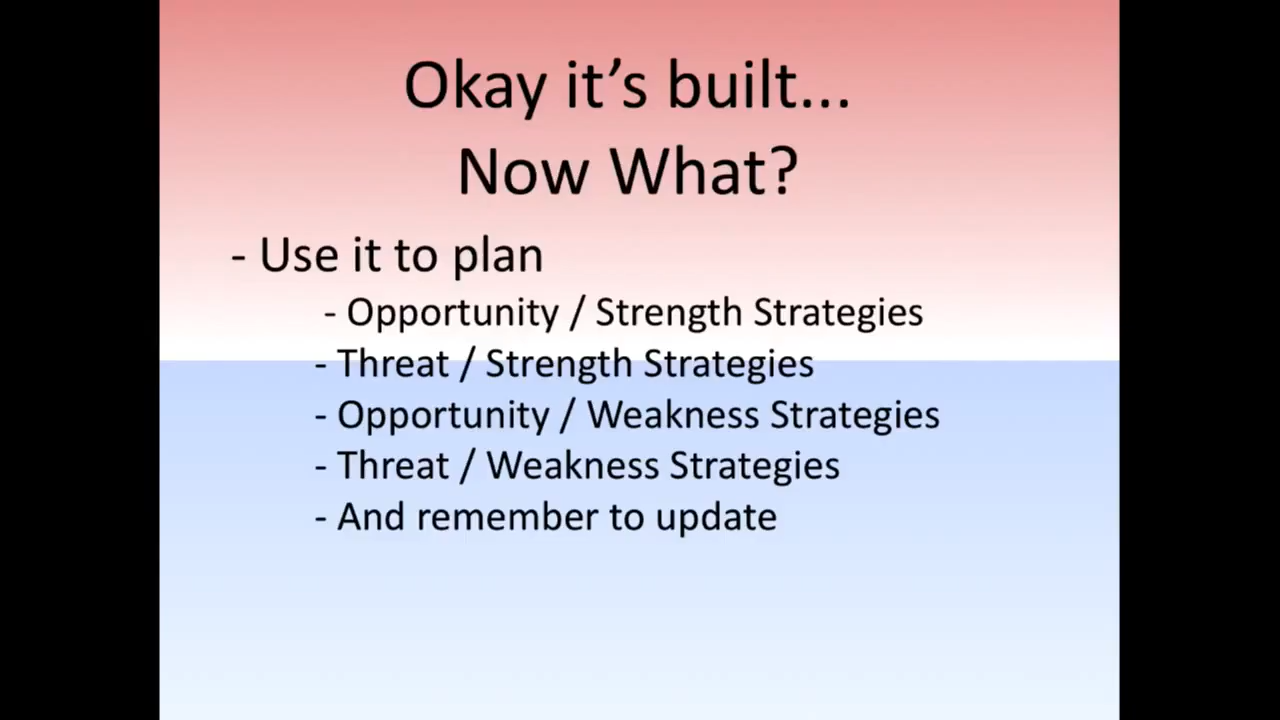 Okay it’s built...
Now What?
- Use it to plan
- Opportunity / Strength Strategies
- Threat / Strength Strategies
- Opportunity / Weakness Strategies
- Threat / Weakness Strategies
- And remember to update